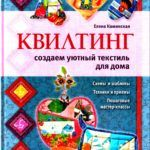 Елена Каминская
КВИЛТИНГ
создаем уютный текстиль
для дома
Схемы и шаблоны
Техники и приемы
Пошаговые
мастер-классы